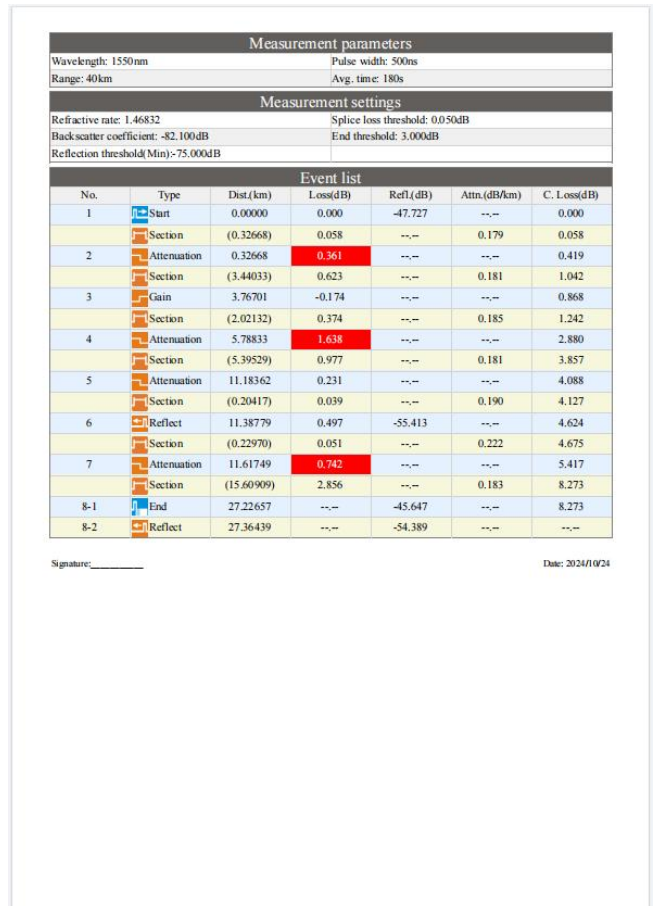 Measurement parameters
Wavelength: 1550nm Pulse width: 500ns
Range: 40km Avg. time: 180s
Measurement settings
Refractive rate: 1.46832 Splice loss threshold: 0.050dB
Backscatter coefficient: -82.100dB End threshold: 3.000dB
Reflection threshold(Min):-75.000dB
Event list
No. Type Dist.(km) Loss(dB) Refl.(dB) Attn.(dB/km) C. Loss(dB)
1 Start 0.00000 0.000 -47.727 --.-- 0.000
Section (0.32668) 0.058 --.-- 0.179 0.058
2 Attenuation 0.32668 0.361 --.-- --.-- 0.419
Section (3.44033) 0.623 --.-- 0.181 1.042
3 Gain 3.76701 -0.174 --.-- --.-- 0.868
Section (2.02132) 0.374 --.-- 0.185 1.242
4 Attenuation 5.78833 1.638 --.-- --.-- 2.880
Section (5.39529) 0.977 --.-- 0.181 3.857
5 Attenuation 11.18362 0.231 --.-- --.-- 4.088
Section (0.20417) 0.039 --.-- 0.190 4.127
6 Reflect 11.38779 0.497 -55.413 --.-- 4.624
Section (0.22970) 0.051 --.-- 0.222 4.675
7 Attenuation 11.61749 0.742 --.-- --.-- 5.417
Section (15.60909) 2.856 --.-- 0.183 8.273
8-1 End 27.22657 --.-- -45.647 --.-- 8.273
8-2 Reflect 27.36439 --.-- -54.389 --.-- --.--
Signature:___________ Date: 2024/10/24